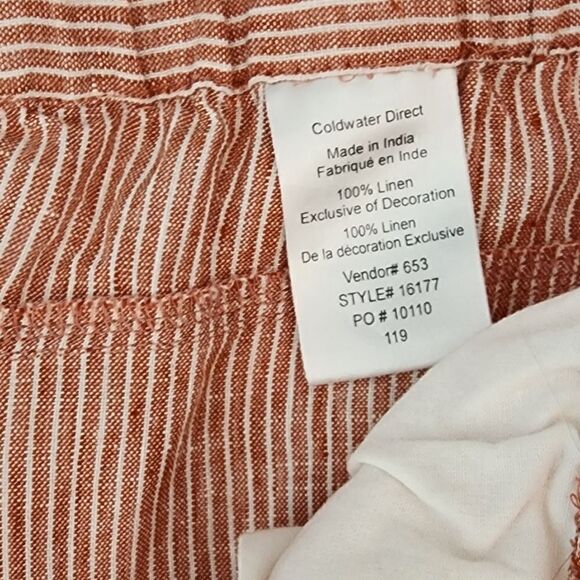 Coldwater Direct
Made in India
Fabriqué en Inde
100% Linen
Exclusive of Decoration
100% Linen
De la décoration Exclusive
Vendor# 653
STYLE# 16177
PO # 10110
119